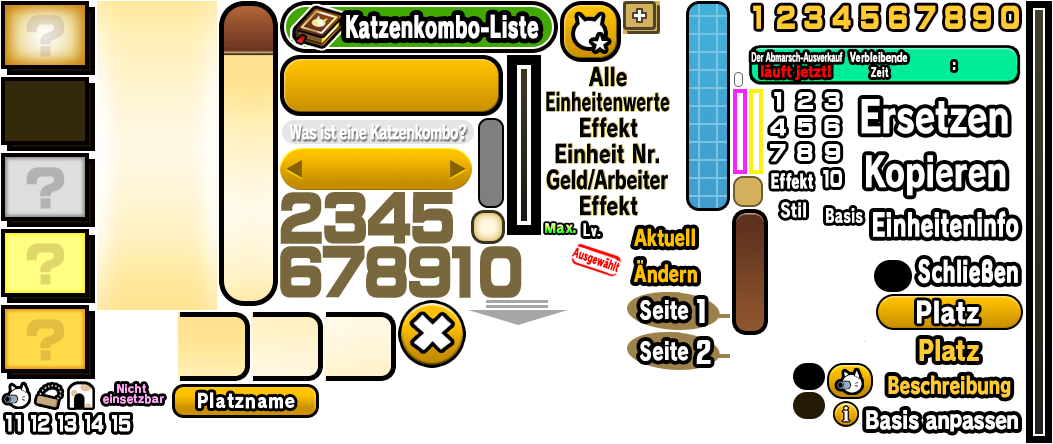 ?
?
?
?
11 12 13 14 15
Nicht
einsetzbar
Platzname
Katzenkombo-Liste
Was ist eine Katzenkombo?
2345
678910
Alle
Einheitenwerte
Effekt
Einheit Nr.
Geld/Arbeiter
Effekt
Max. Lv.
Ausgewählt
Aktuell
Ändern
Seite 1
Seite 2
1234567890
Der Abmarsch-Ausverkauf
läuft jetzt!
Verbleibende
Zeit
:
1 2 3
4 5 6
7 8 9
Effekt 10
Stil
Basis
Ersetzen
Kopieren
Einheiteninfo
Schließen
Platz
Platz
Beschreibung
i
Basis anpassen